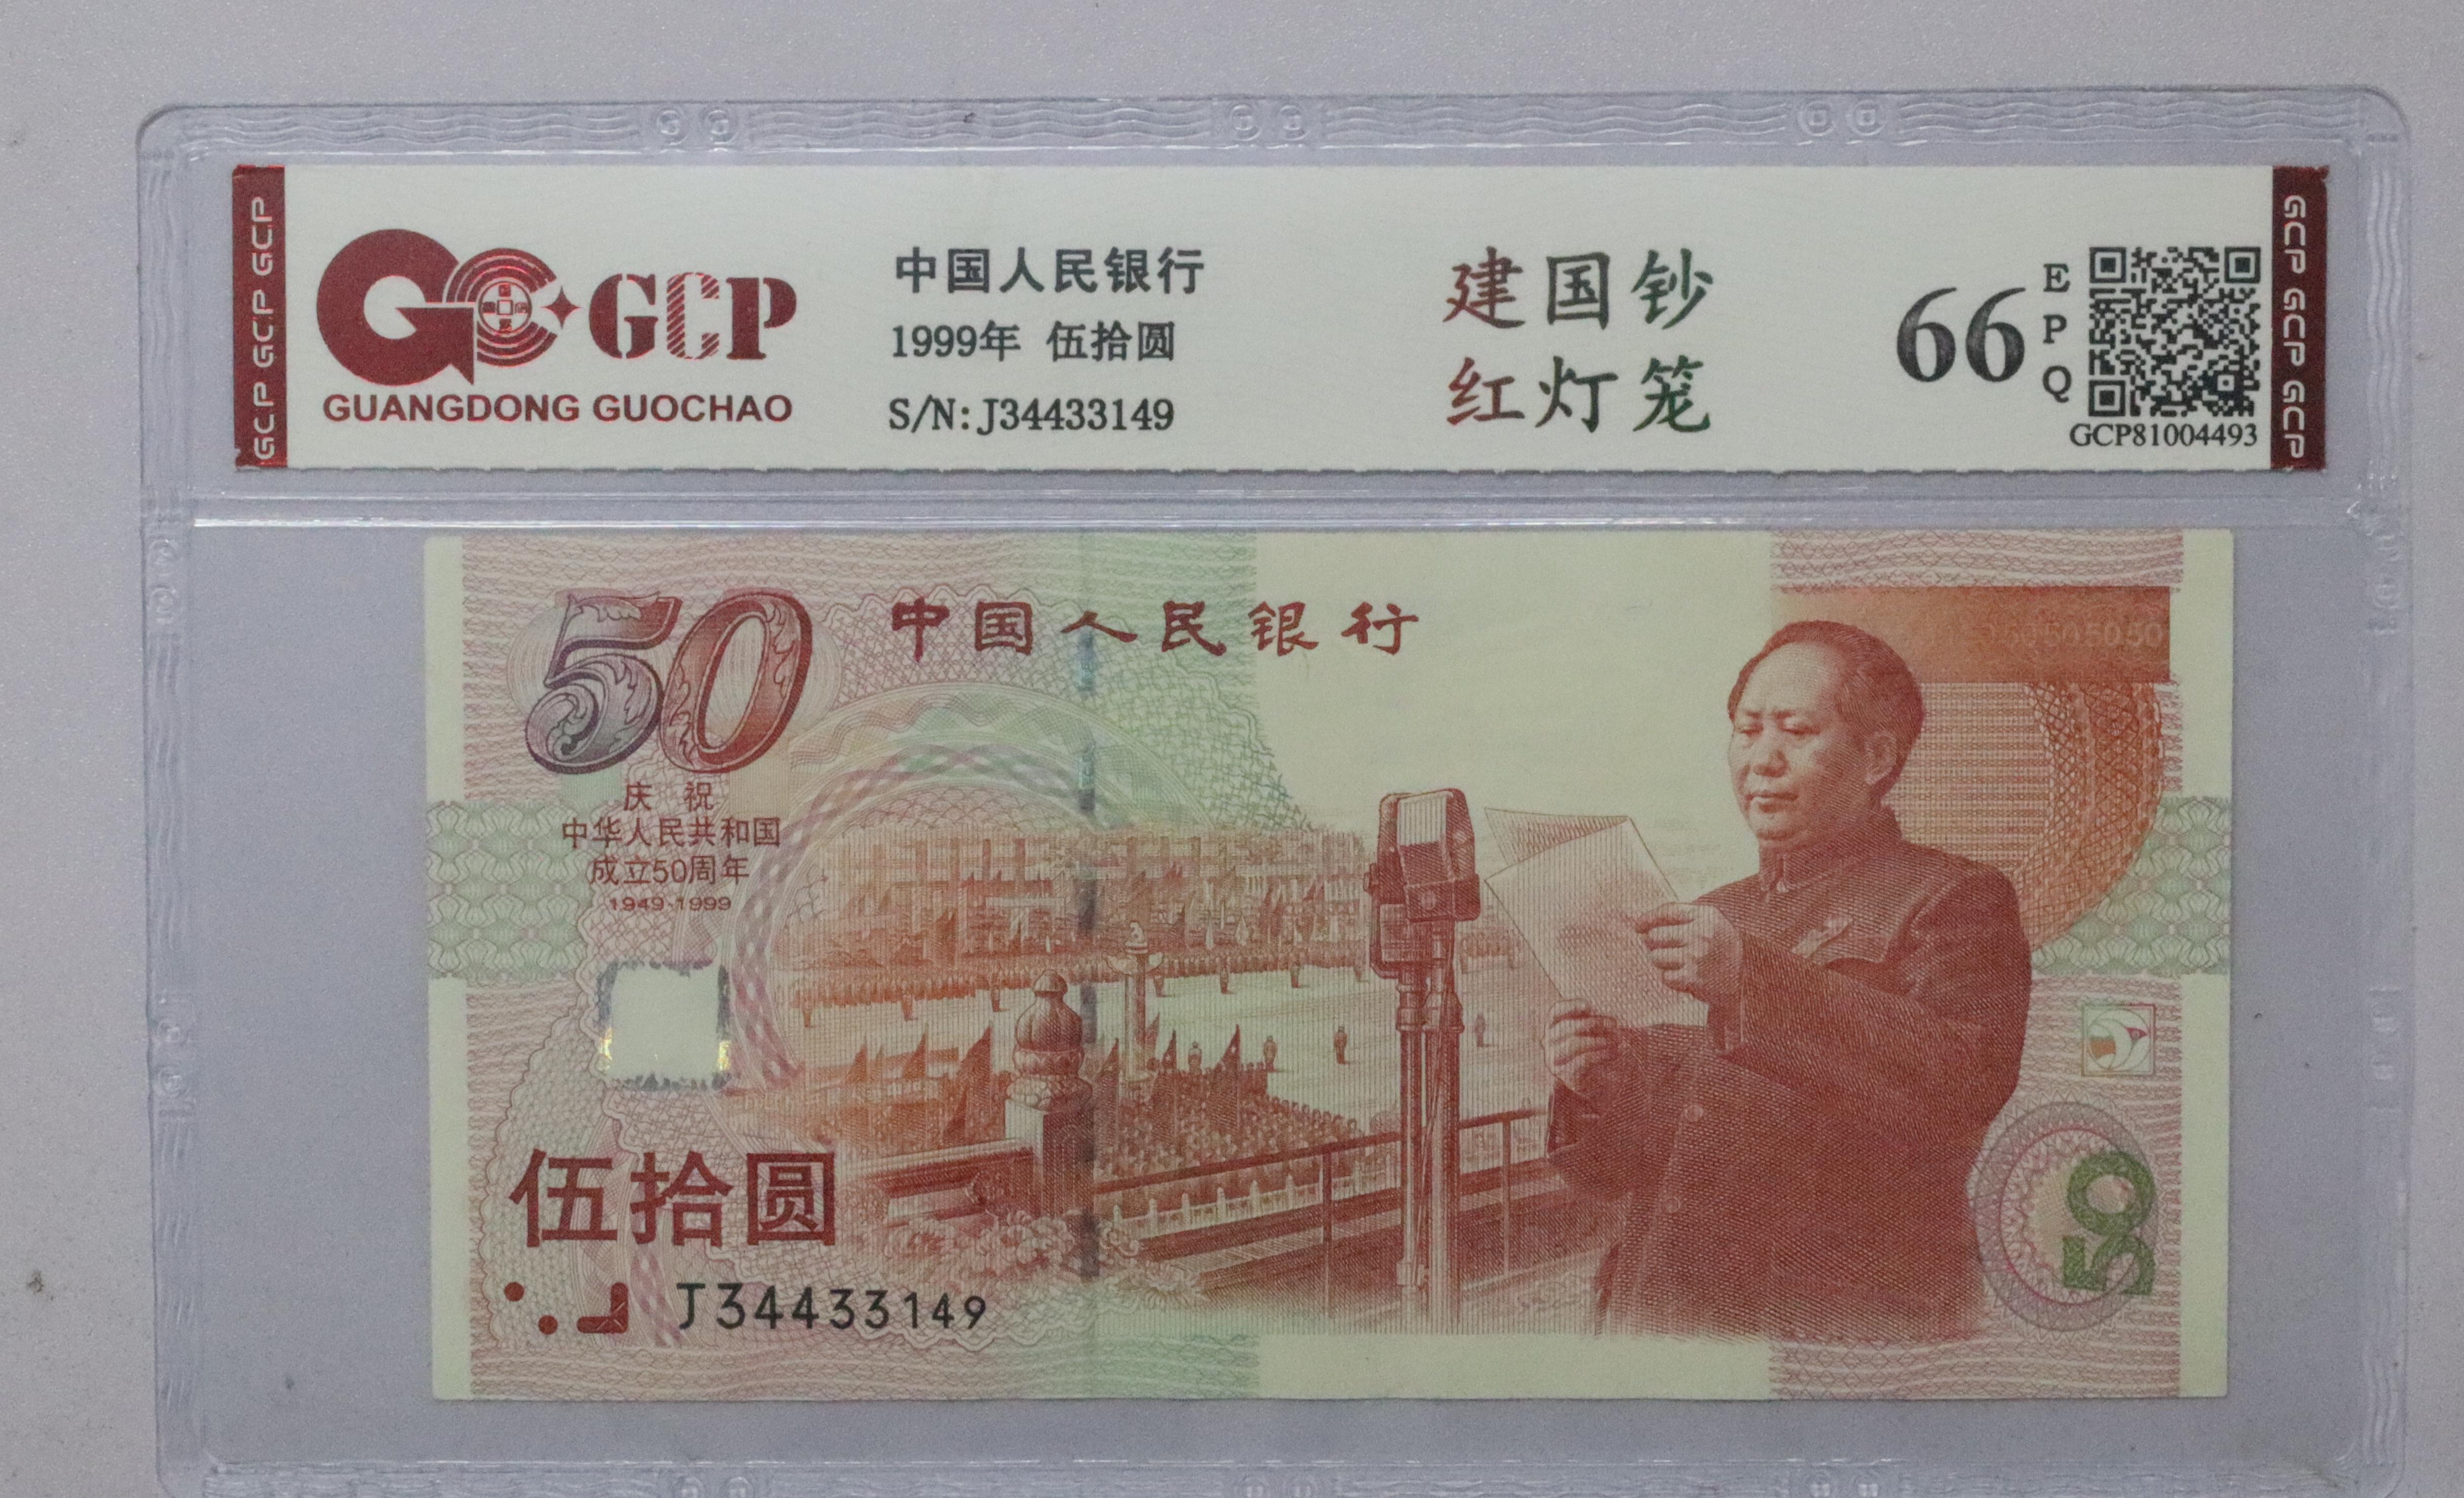 GCP GCP GCP
GCP
GUANGDONG GUOCHAO
中国人民银行
1999年 伍拾圆
S/N: J34433149
建国钞
红灯笼
66
EPQ
GCP81004493
GCP GCP GCP
50
中国人民银行
庆祝
中华人民共和国
成立50周年
1949-1999
伍拾圆
J34433149
50